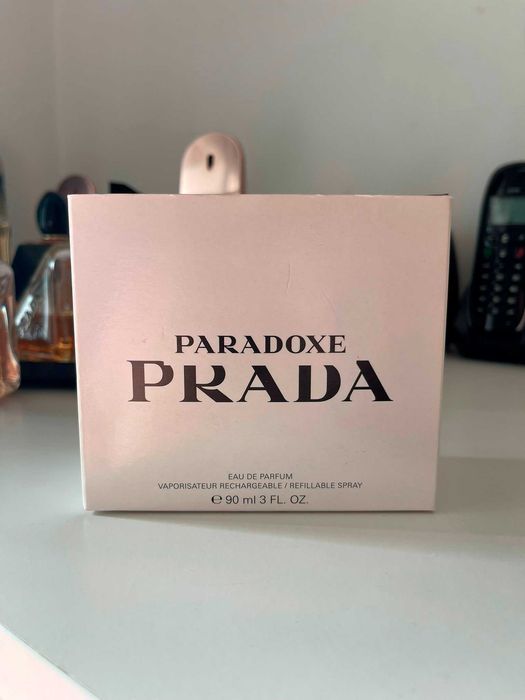 PARADOXE
PRADA
EAU DE PARFUM
VAPORISATEUR RECHARGEABLE / REFILLABLE SPRAY
℮ 90 ml 3 FL. OZ.